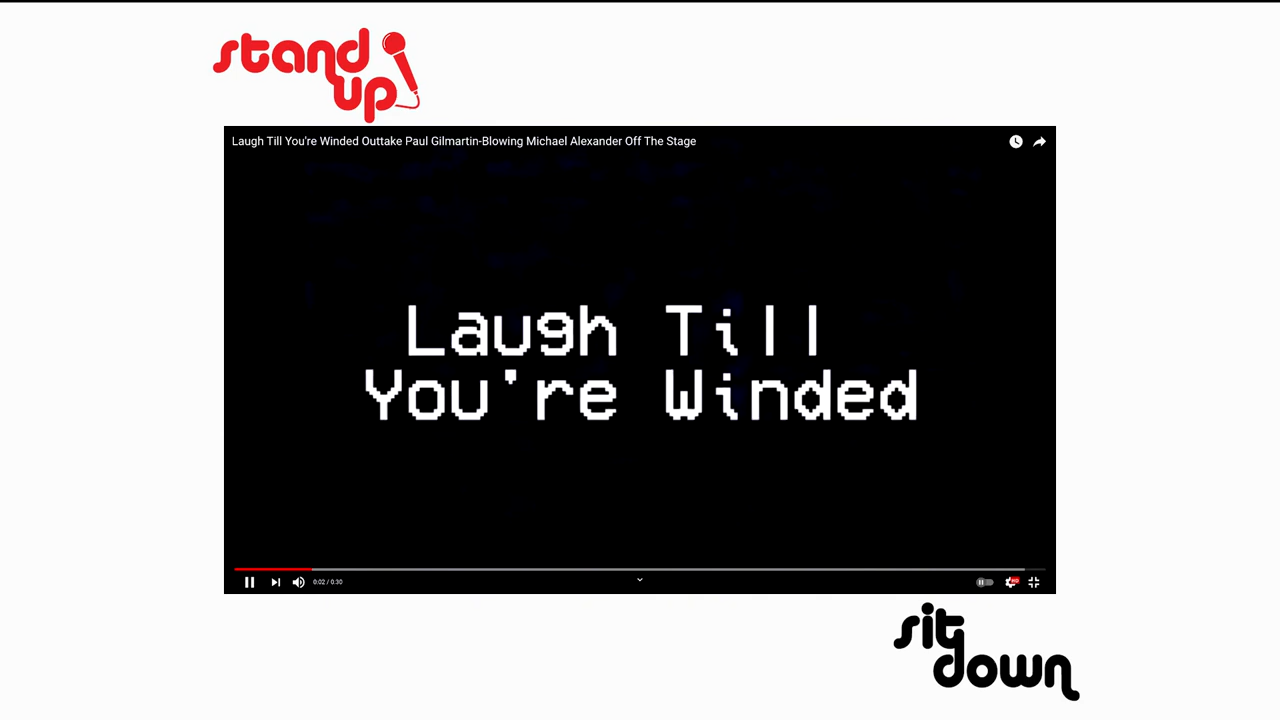 stand
up
Laugh Till You're Winded Outtake Paul Gilmartin-Blowing Michael Alexander Off The Stage
Laugh Till
You're Winded
0:02 / 0:30
HD
sit
down